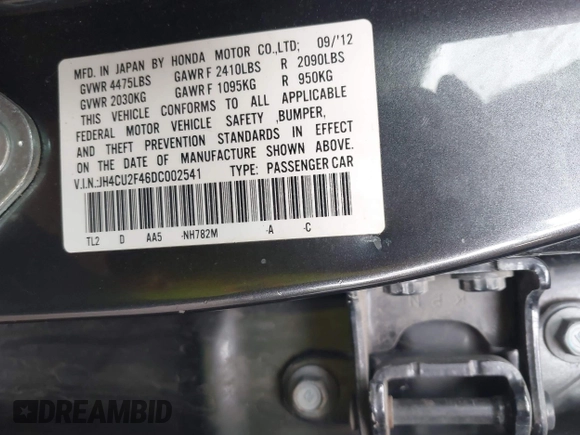 MFD. IN JAPAN BY HONDA MOTOR CO.,LTD; 09/'12
GVWR 4475LBS GAWR F 2410LBS R 2090LBS
GVWR 2030KG GAWR F 1095KG R 950KG
THIS VEHICLE CONFORMS TO ALL APPLICABLE
FEDERAL MOTOR VEHICLE SAFETY ,BUMPER,
AND THEFT PREVENTION STANDARDS IN EFFECT
ON THE DATE OF MANUFACTURE SHOWN ABOVE.
V.I.N.:JH4CU2F46DC002541 TYPE: PASSENGER CAR
TL2 D AA5 -NH782M -A -C
DREAMBID